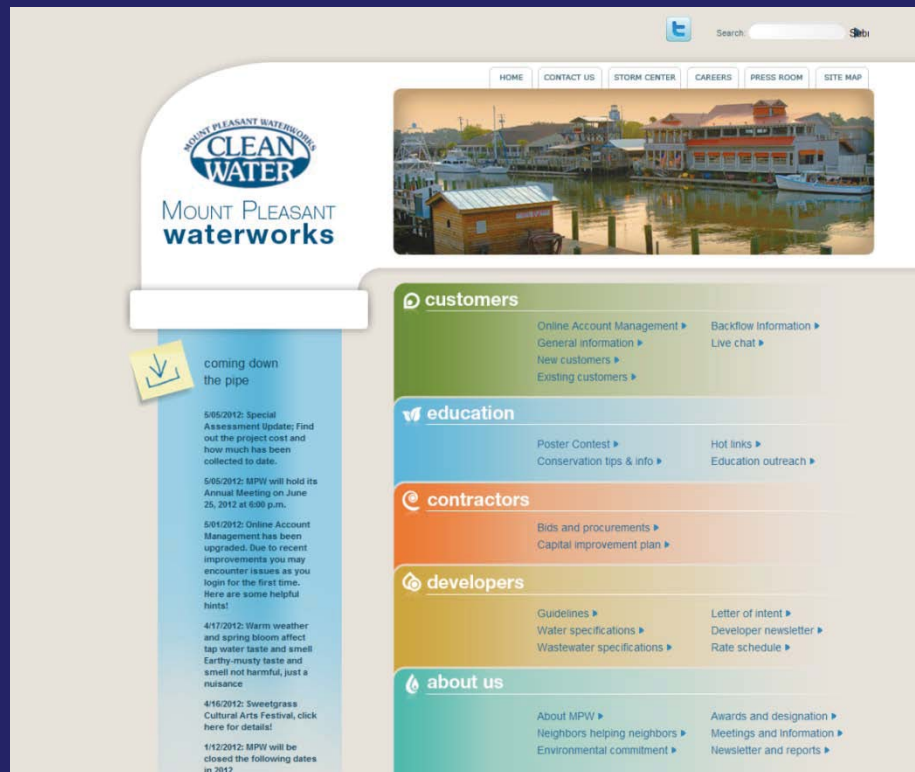 Search:
HOME
CONTACT US
STORM CENTER
CAREERS
PRESS ROOM
SITE MAP
MOUNT PLEASANT WATERWORKS
CLEAN
WATER
MOUNT PLEASANT
waterworks
coming down
the pipe
5/05/2012: Special
Assessment Update; Find
out the project cost and
how much has been
collected to date.
5/05/2012: MPW will hold its
Annual Meeting on June
25, 2012 at 6:00 p.m.
5/01/2012: Online Account
Management has been
upgraded. Due to recent
improvements you may
encounter issues as you
login for the first time.
Here are some helpful
hints!
4/17/2012: Warm weather
and spring bloom affect
tap water taste and smell
Earthy-musty taste and
smell not harmful, just a
nuisance
4/16/2012: Sweetgrass
Cultural Arts Festival, click
here for details!
1/12/2012: MPW will be
closed the following dates
in 2012
customers
Online Account Management
General information
New customers
Existing customers
Backflow Information
Live chat
education
Poster Contest
Conservation tips & info
Hot links
Education outreach
contractors
Bids and procurements
Capital improvement plan
developers
Guidelines
Water specifications
Wastewater specifications
Letter of intent
Developer newsletter
Rate schedule
about us
About MPW
Neighbors helping neighbors
Environmental commitment
Awards and designation
Meetings and Information
Newsletter and reports